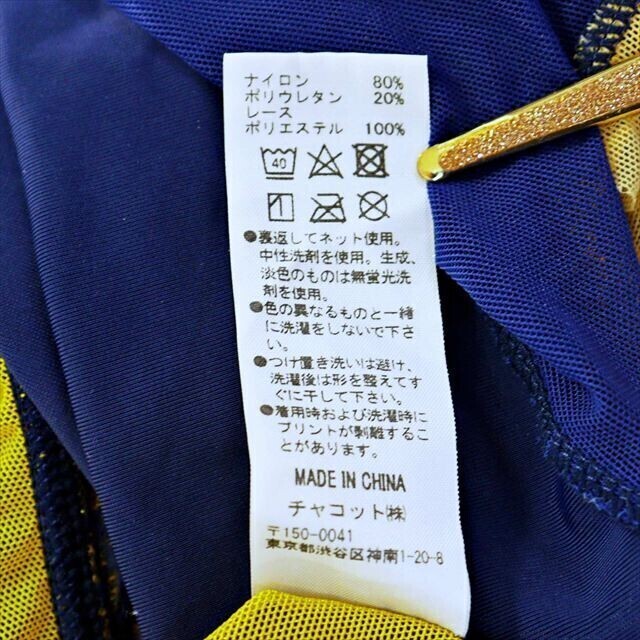 ナイロン 80%
ポリウレタン 20%
レース
ポリエステル 100%
40
●裏返してネット使用。
中性洗剤を使用。生成、
淡色のものは無蛍光洗
剤を使用。
●色の異なるものと一緒
に洗濯をしないで下さ
い。
●つけ置き洗いは避け、
洗濯後は形を整えてす
ぐに干して下さい。
●着用時および洗濯時に
プリントが剥離するこ
とがあります。
MADE IN CHINA
チャコット㈱
〒150-0041
東京都渋谷区神南1-20-8